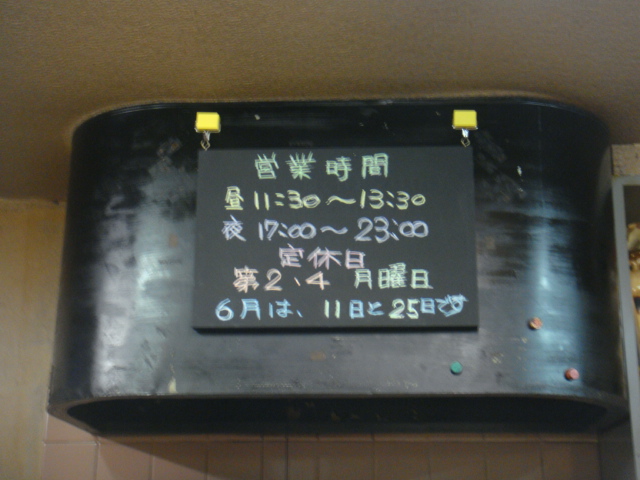 営業時間
昼 11:30～13:30
夜 17:00～23:00
定休日
第2、4 月曜日
6月は、11日と25日です